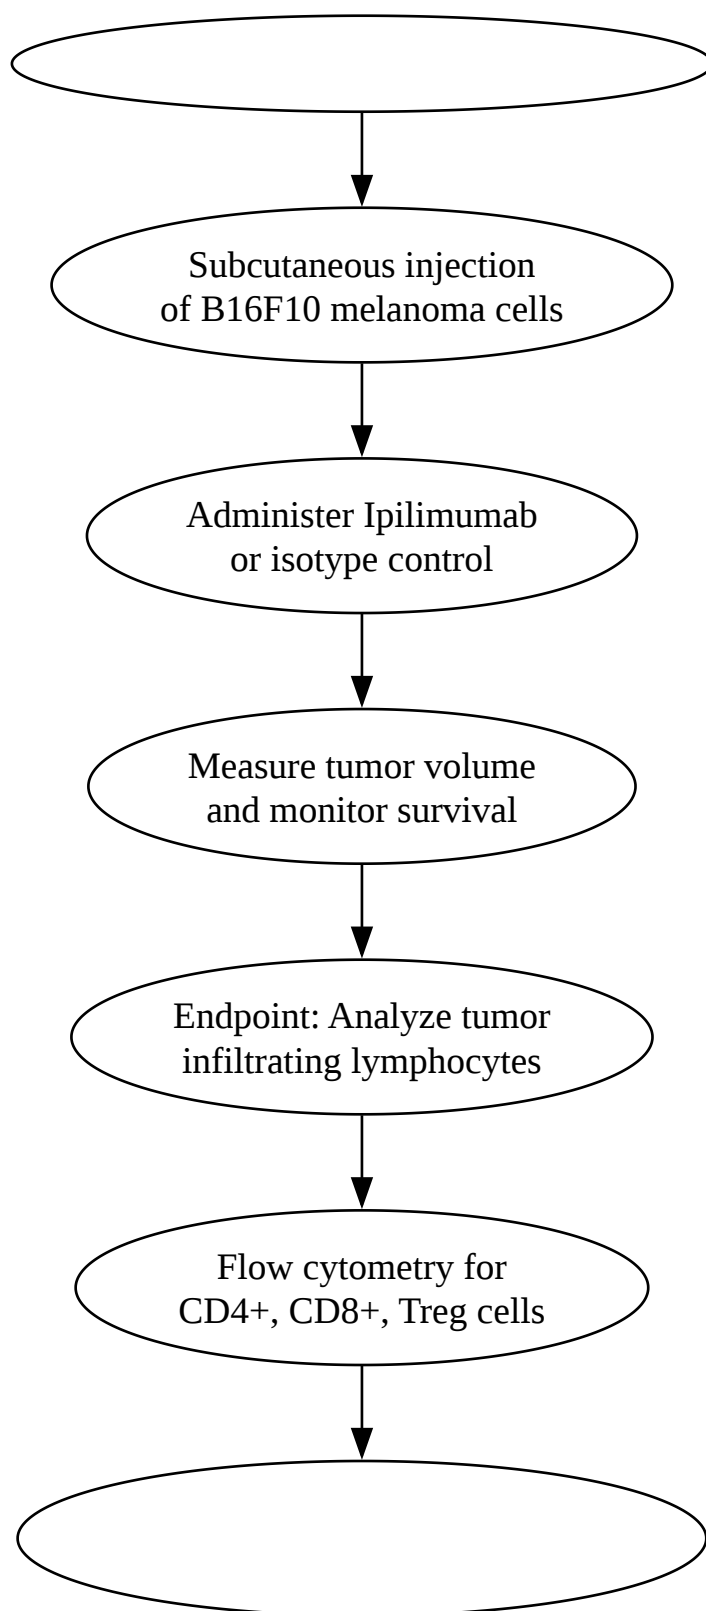 Subcutaneous injection
of B16F10 melanoma cells
Administer Ipilimumab
or isotype control
Measure tumor volume
and monitor survival
Endpoint: Analyze tumor
infiltrating lymphocytes
Flow cytometry for
CD4+, CD8+, Treg cells